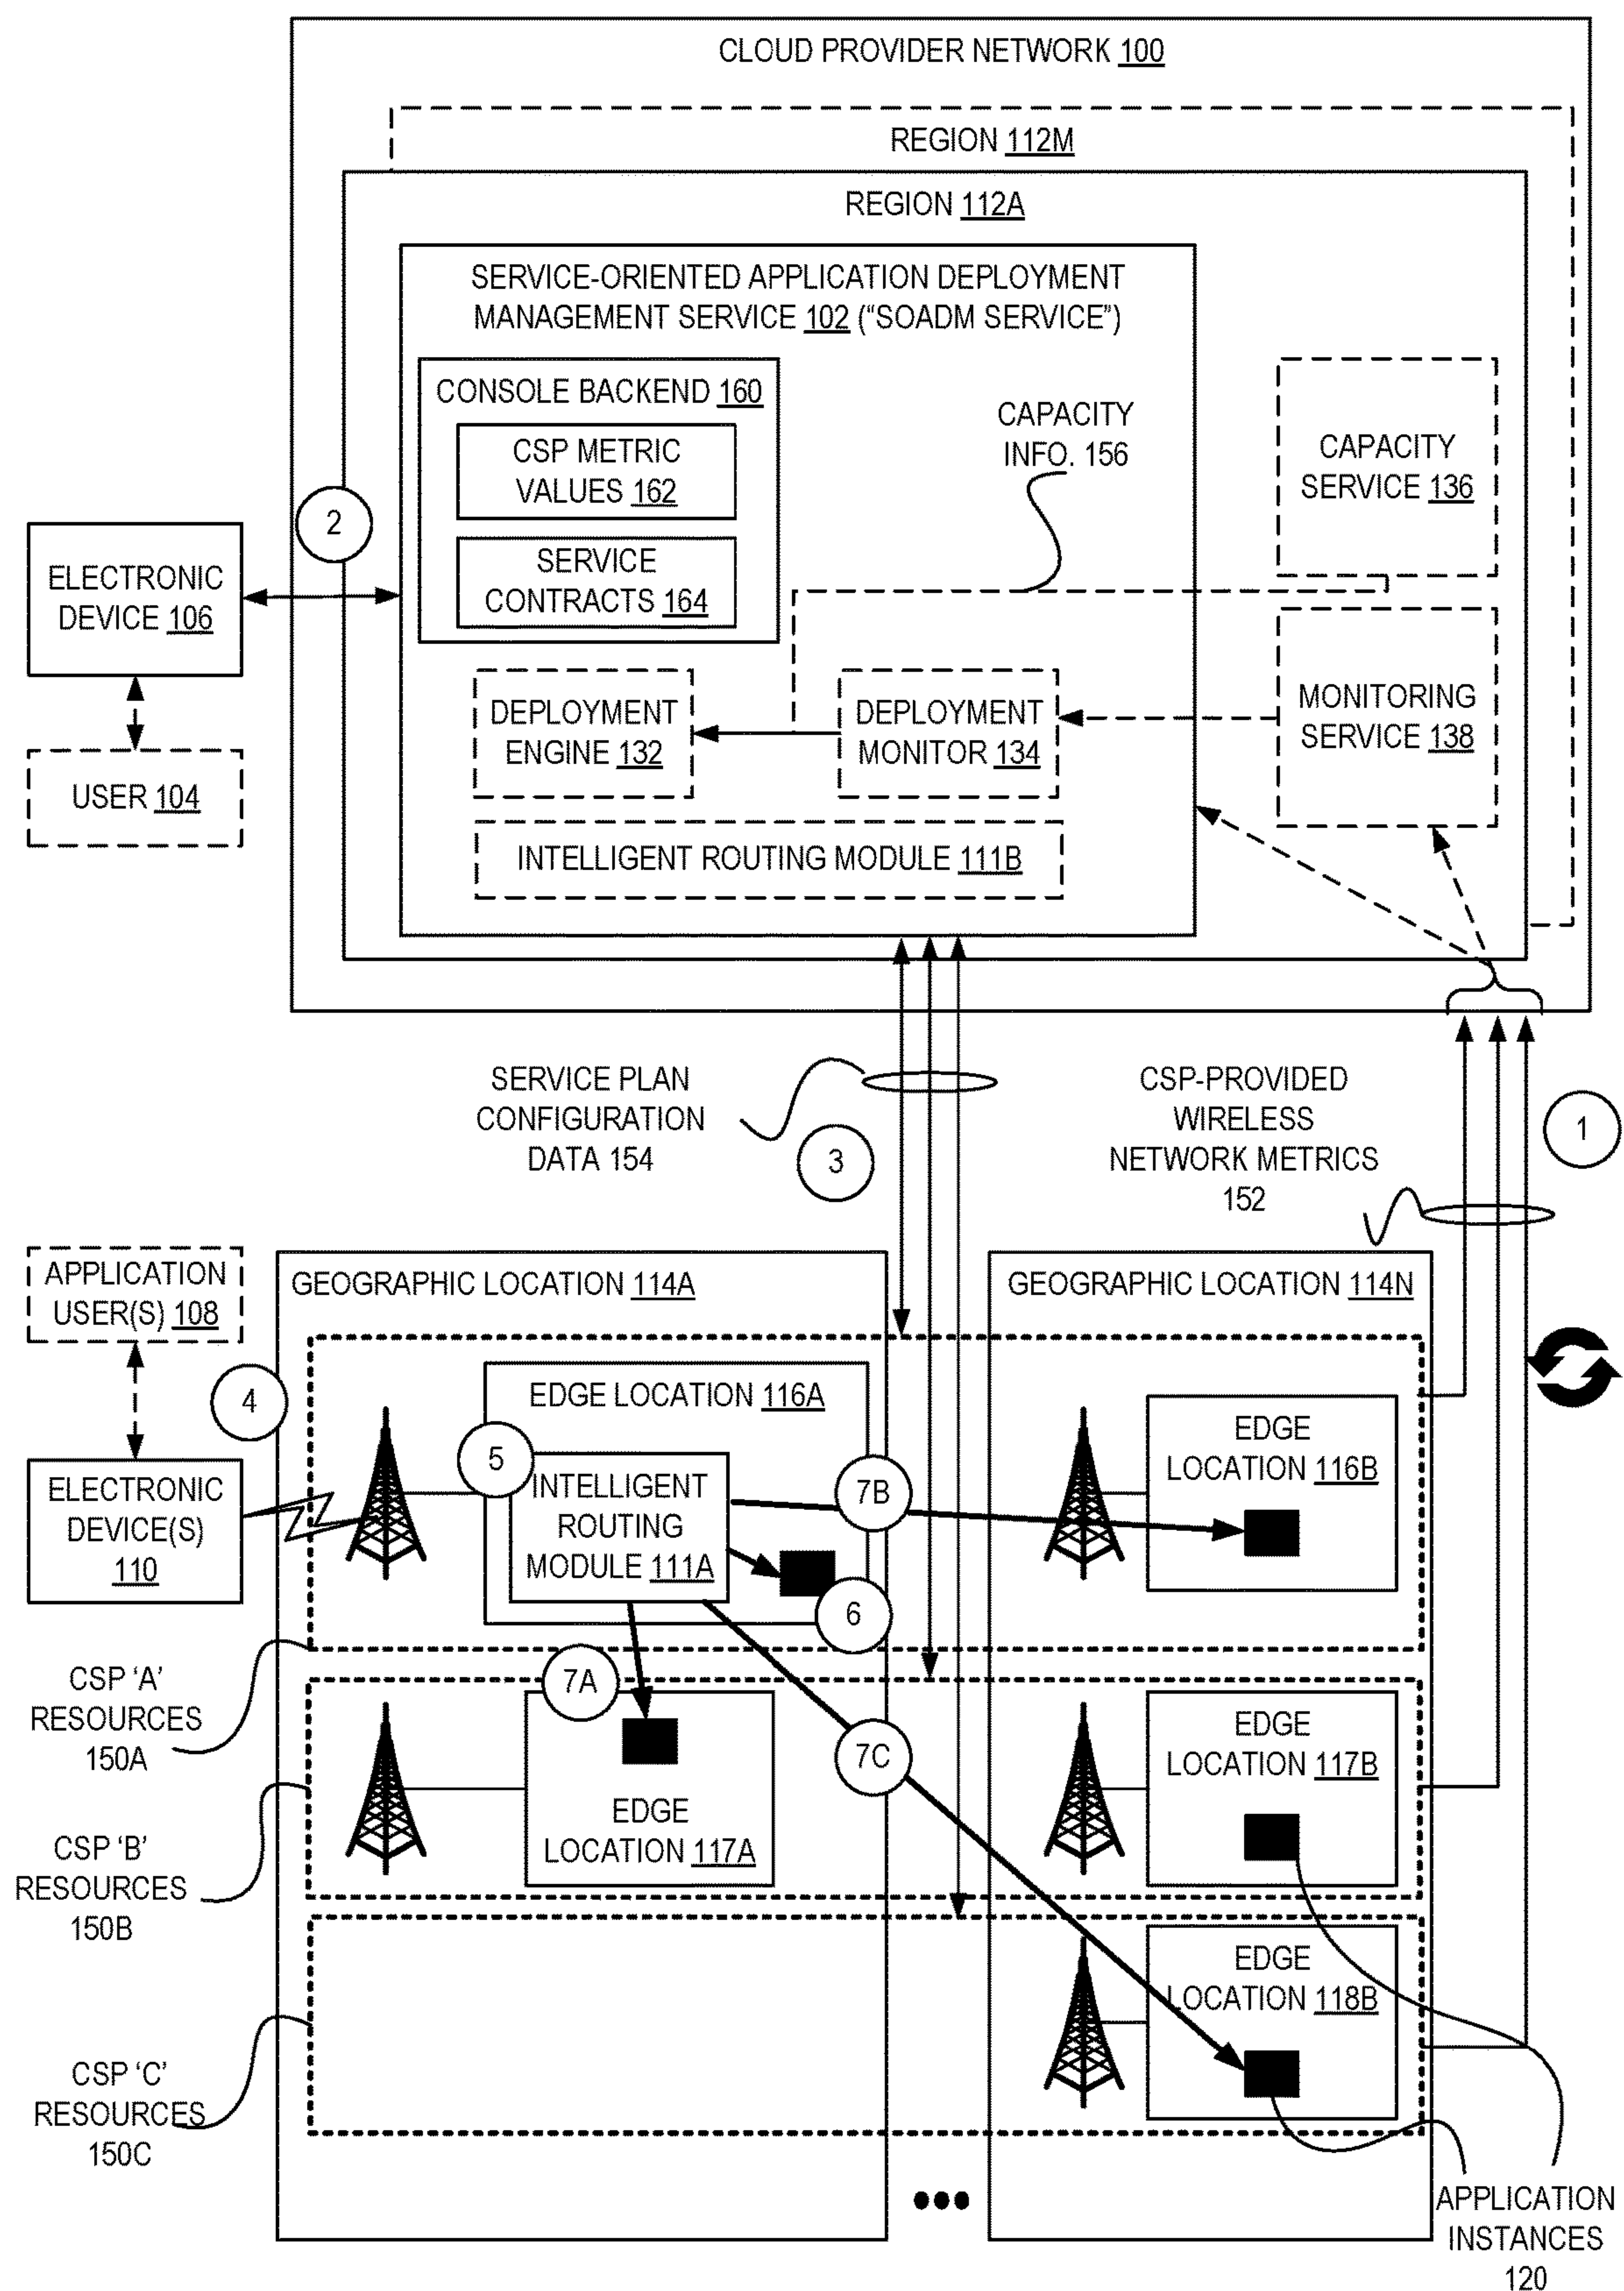 CLOUD PROVIDER NETWORK 100
REGION 112M
REGION 112A
SERVICE-ORIENTED APPLICATION DEPLOYMENT
MANAGEMENT SERVICE 102 (“SOADM SERVICE”)
CONSOLE BACKEND 160
CSP METRIC
VALUES 162
SERVICE
CONTRACTS 164
CAPACITY
INFO. 156
CAPACITY
SERVICE 136
2
ELECTRONIC
DEVICE 106
USER 104
DEPLOYMENT
ENGINE 132
DEPLOYMENT
MONITOR 134
MONITORING
SERVICE 138
INTELLIGENT ROUTING MODULE 111B
SERVICE PLAN
CONFIGURATION
DATA 154
3
CSP-PROVIDED
WIRELESS
NETWORK METRICS
152
1
APPLICATION
USER(S) 108
GEOGRAPHIC LOCATION 114A
GEOGRAPHIC LOCATION 114N
4
ELECTRONIC
DEVICE(S)
110
EDGE LOCATION 116A
5
INTELLIGENT
ROUTING
MODULE 111A
6
7B
EDGE
LOCATION 116B
CSP ‘A’
RESOURCES
150A
7A
EDGE
LOCATION 117A
7C
EDGE
LOCATION 117B
CSP ‘B’
RESOURCES
150B
EDGE
LOCATION 118B
CSP ‘C’
RESOURCES
150C
APPLICATION
INSTANCES
120